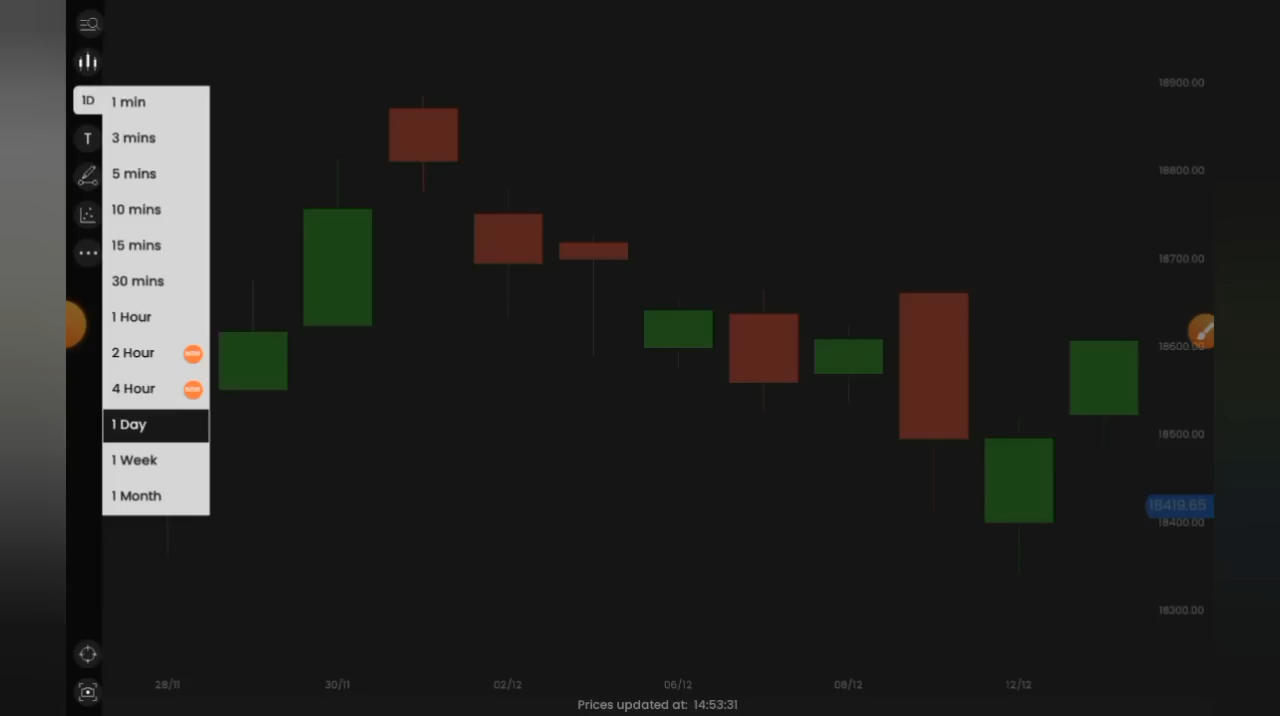 1D
1 min
3 mins
T
5 mins
10 mins
15 mins
30 mins
1 Hour
2 Hour
4 Hour
1 Day
1 Week
1 Month
18900.00
18800.00
18700.00
18600.00
18500.00
18419.65
18400.00
18300.00
28/11
30/11
02/12
06/12
08/12
12/12
Prices updated at: 14:53:31